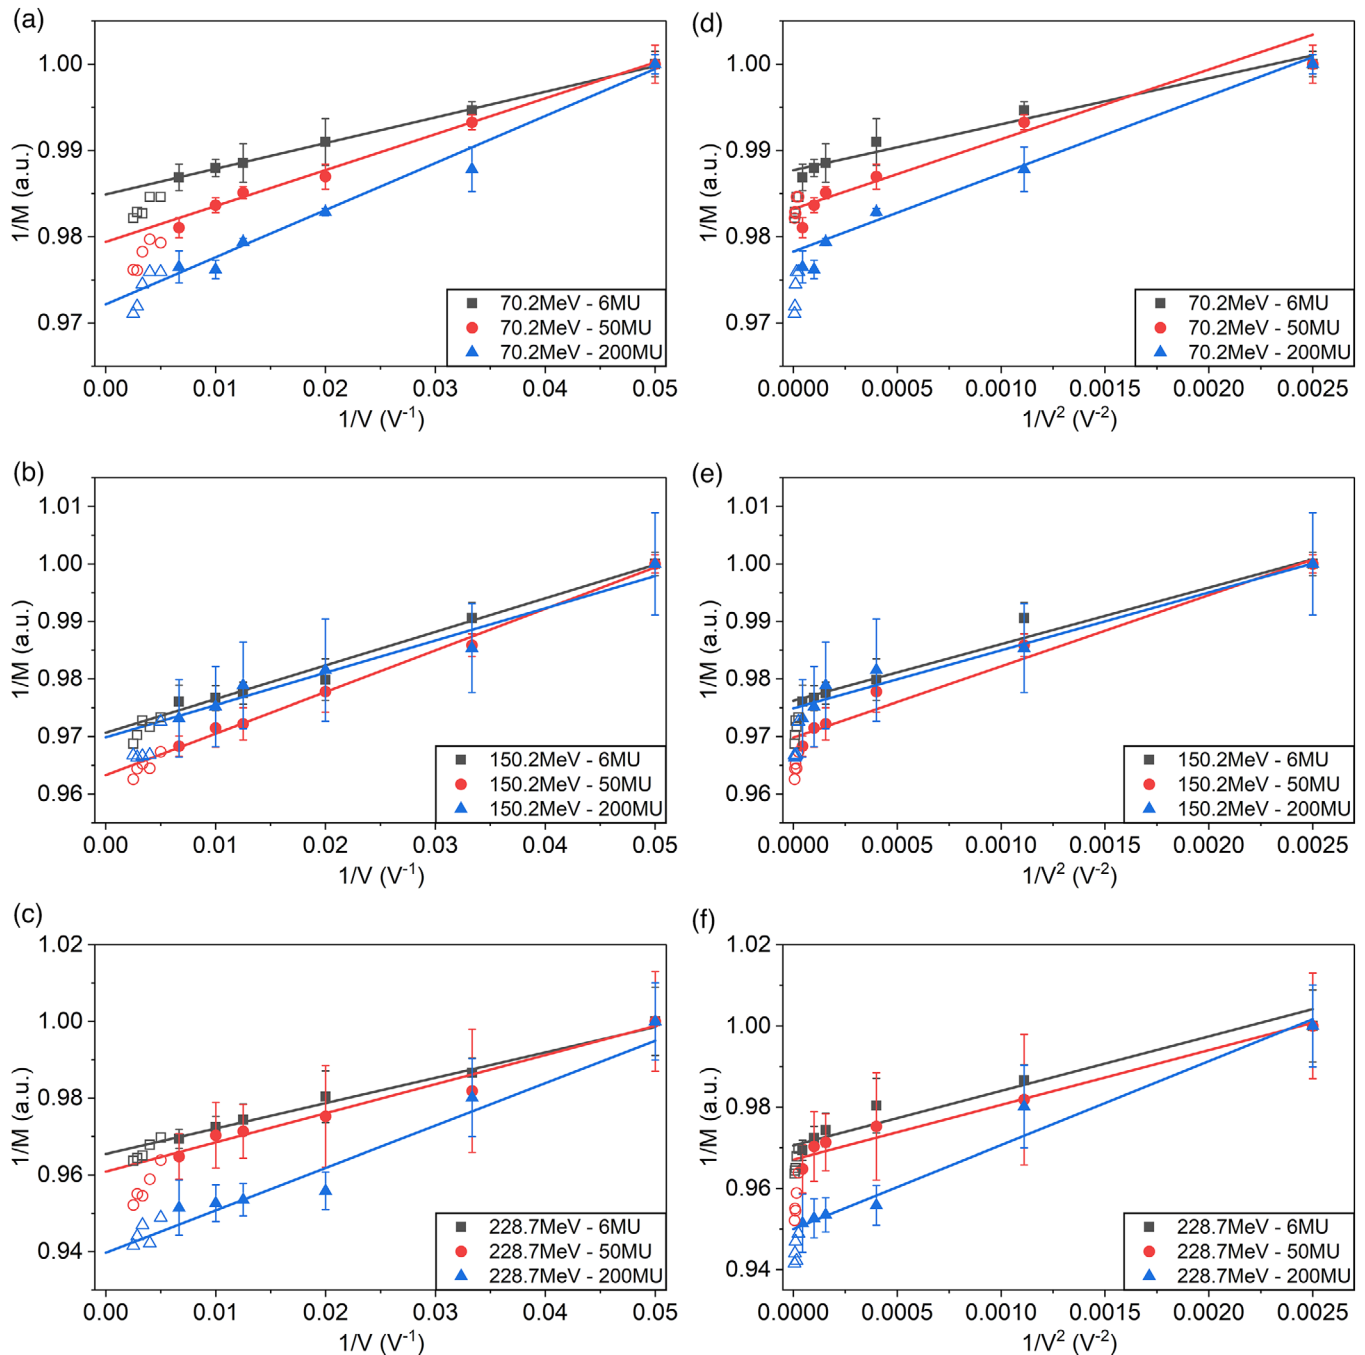 (a)
1.00
0.99
0.98
0.97
1/M (a.u.)
70.2MeV - 6MU
70.2MeV - 50MU
70.2MeV - 200MU
0.00 0.01 0.02 0.03 0.04 0.05
1/V (V⁻¹)
(d)
1.00
0.99
0.98
0.97
1/M (a.u.)
70.2MeV - 6MU
70.2MeV - 50MU
70.2MeV - 200MU
0.0000 0.0005 0.0010 0.0015 0.0020 0.0025
1/V² (V⁻²)
(b)
1.01
1.00
0.99
0.98
0.97
0.96
1/M (a.u.)
150.2MeV - 6MU
150.2MeV - 50MU
150.2MeV - 200MU
0.00 0.01 0.02 0.03 0.04 0.05
1/V (V⁻¹)
(e)
1.01
1.00
0.99
0.98
0.97
0.96
1/M (a.u.)
150.2MeV - 6MU
150.2MeV - 50MU
150.2MeV - 200MU
0.0000 0.0005 0.0010 0.0015 0.0020 0.0025
1/V² (V⁻²)
(c)
1.02
1.00
0.98
0.96
0.94
1/M (a.u.)
228.7MeV - 6MU
228.7MeV - 50MU
228.7MeV - 200MU
0.00 0.01 0.02 0.03 0.04 0.05
1/V (V⁻¹)
(f)
1.02
1.00
0.98
0.96
0.94
1/M (a.u.)
228.7MeV - 6MU
228.7MeV - 50MU
228.7MeV - 200MU
0.0000 0.0005 0.0010 0.0015 0.0020 0.0025
1/V² (V⁻²)